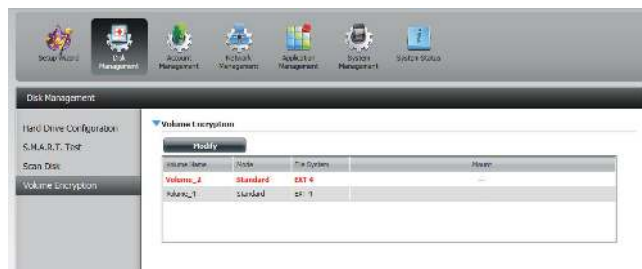 Setup Wizard
Disk Management
Account Management
Network Management
Application Management
System Management
System Status
Disk Management
Hard Drive Configuration
S.M.A.R.T. Test
Scan Disk
Volume Encryption
Volume Encryption
Modify
Volume Name Mode File System Mount
Volume_2 Standard EXT 4 ---
Standard EXT 4